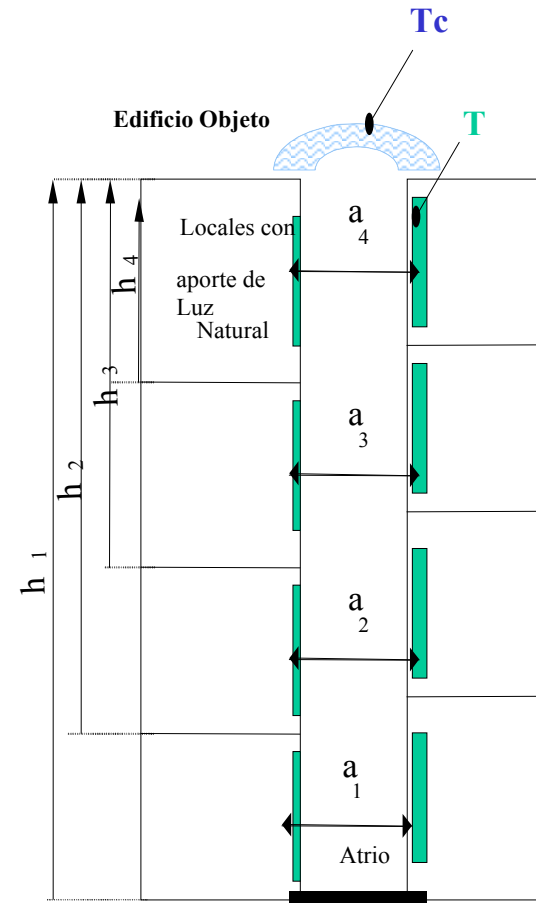 Tc
Edificio Objeto
T
Locales con
aporte de
Luz
Natural
a 4
h 4
h 3
a 3
h 2
h 1
a 2
a 1
Atrio